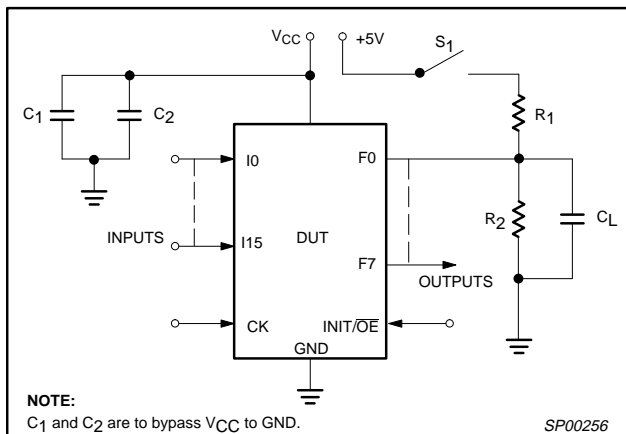 VCC +5V S1
C1 C2 R1
I0 F0
INPUTS R2 CL
I15 DUT
F7
OUTPUTS
CK INIT/O̅E̅
GND
NOTE:
C1 and C2 are to bypass VCC to GND.
SP00256